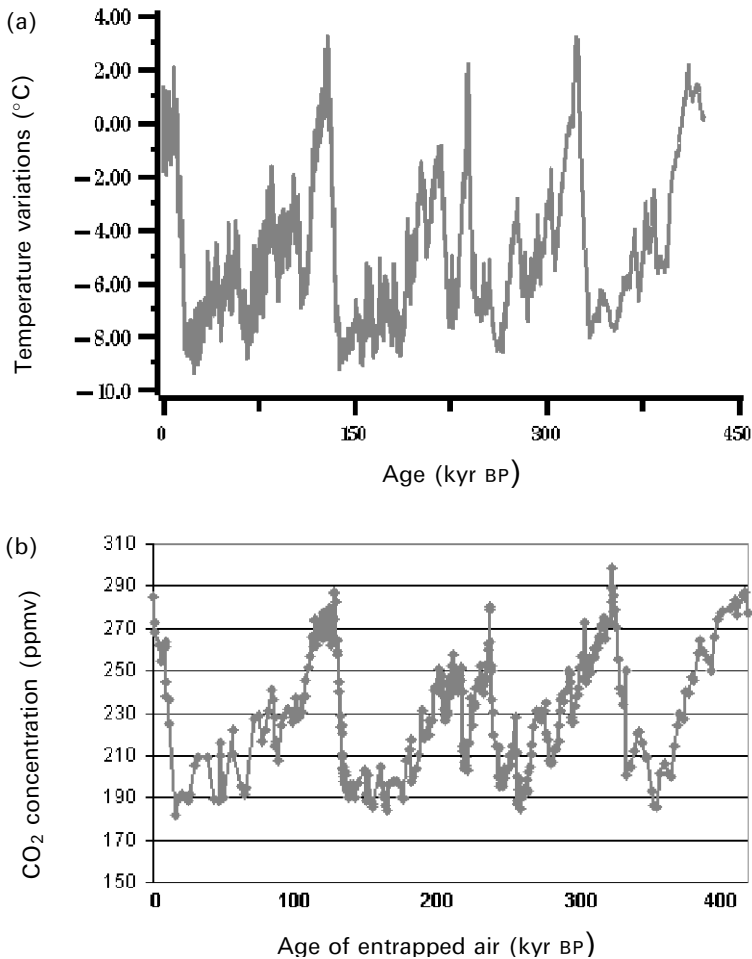 (a)
4.00
2.00
0.00
−2.00
−4.00
−6.00
−8.00
−10.0
Temperature variations (°C)
0 150 300 450
Age (kyr BP)
(b)
310
290
270
250
230
210
190
170
150
CO₂ concentration (ppmv)
0 100 200 300 400
Age of entrapped air (kyr BP)